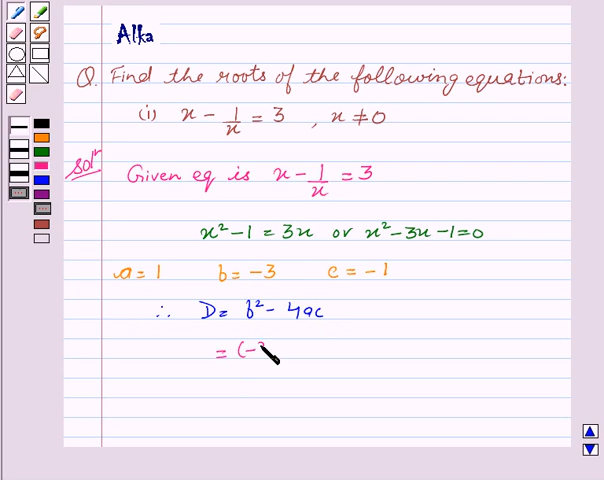 Alka
Q. Find the roots of the following equations:
(i) x - 1/x = 3 , x ≠ 0
Solⁿ Given eq is x - 1/x = 3
x² - 1 = 3x or x² - 3x - 1 = 0
a = 1 b = -3 c = -1
∴ D = b² - 4ac
= (-